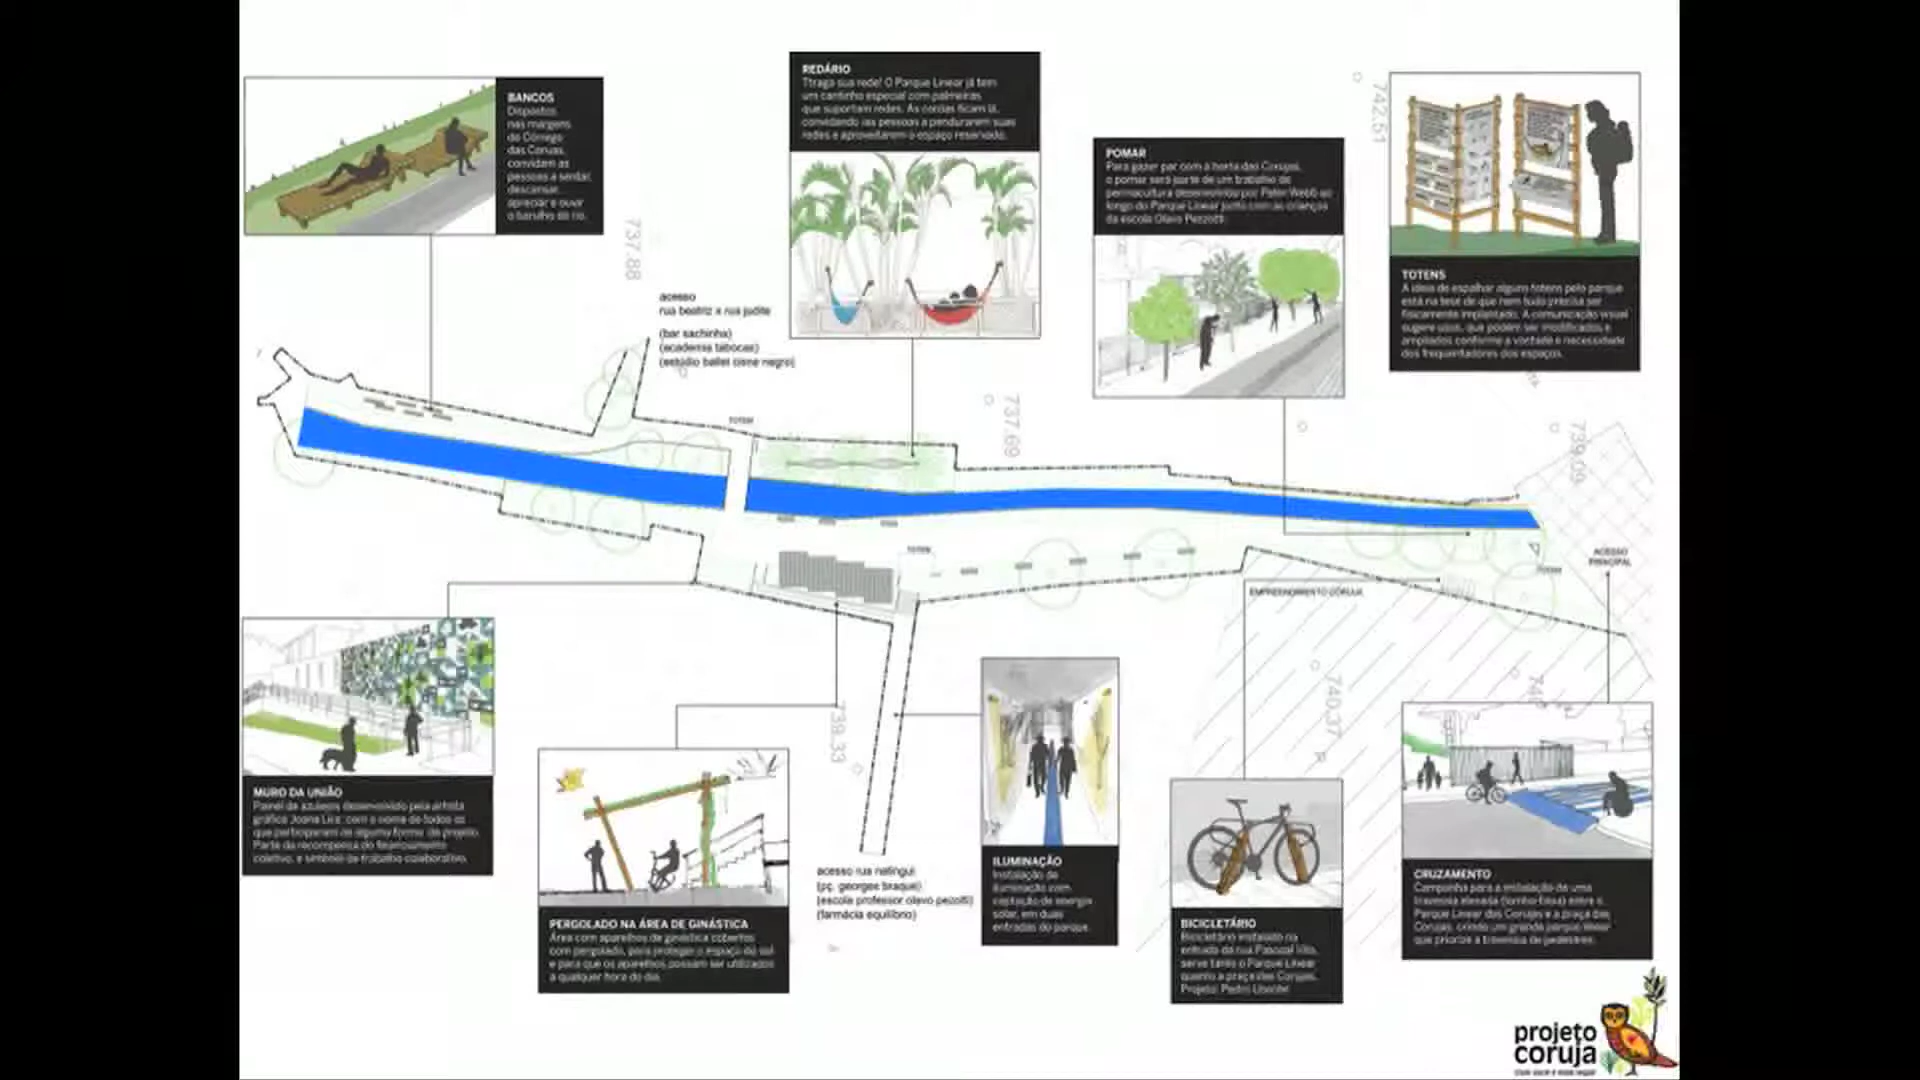 BANCOS
Dispostos
nas margens
do Córrego
das Coruas,
convidam as
pessoas a sentar,
descansar,
apreciar e ouvir
o barulho do rio.
REDÁRIO
Ttraga sua rede! O Parque Linear já tem
um cantinho especial com palmeiras
que suportam redes. As cordas ficam lá,
convidando as pessoas a pendurarem suas
redes e aproveitarem o espaço reservado.
POMAR
Para gazer par com a horta das Corujas,
o pomar será parte de um trabalho de
permacultura desenvolvido por Peter Webb ao
longo do Parque Linear junto com as crianças
da escola Olavo Pezzotti.
TOTENS
A ideia de espalhar alguns totens pelo parque
está na tese de que nem tudo precisa ser
fisicamente implantado. A comunicação visual
sugere usos, que podem ser modificados e
ampliados conforme a vontade e necessidade
dos frequentadores dos espaços.
742.51
737.88
acesso
rua beatriz x rua judite
(bar sachinha)
(academia tabocas)
(estúdio ballet cisne negro)
737.69
739.09
TOTEM
TOTEM
TOTEM
ACESSO
PRINCIPAL
EMPREENDIMENTO CORUJA
MURO DA UNIÃO
Painel de azulejos desenvolvido pela artista
gráfica Joana Lira, com o nome de todos os
que participaram de alguma forma do projeto.
Parte da recompensa do financiamento
coletivo, e símbolo do trabalho colaborativo.
739.33
740.37
PERGOLADO NA ÁREA DE GINÁSTICA
Área com aparelhos de ginástica cobertos
com pergolado, para proteger o espaço do sol
e para que os aparelhos possam ser utilizados
a qualquer hora do dia.
acesso rua natingui
(pç. georges braque)
(escola professor olavo pezotti)
(farmácia equilíbrio)
ILUMINAÇÃO
Instalação de
iluminação com
captação de energia
solar, em duas
entradas do parque.
BICICLETÁRIO
Bicicletário instalado na
entrada da rua Pascoal Vita,
serve tanto o Parque Linear
quanto a praça das Corujas.
Projeto: Pedro
CRUZAMENTO
Campanha para a instalação de uma
travessia elevada (lombo-faixa) entre o
Parque Linear das Corujas e a praça das
Corujas, criando um grande parque linear
que priorize a travessia de pedestres.
projeto
coruja